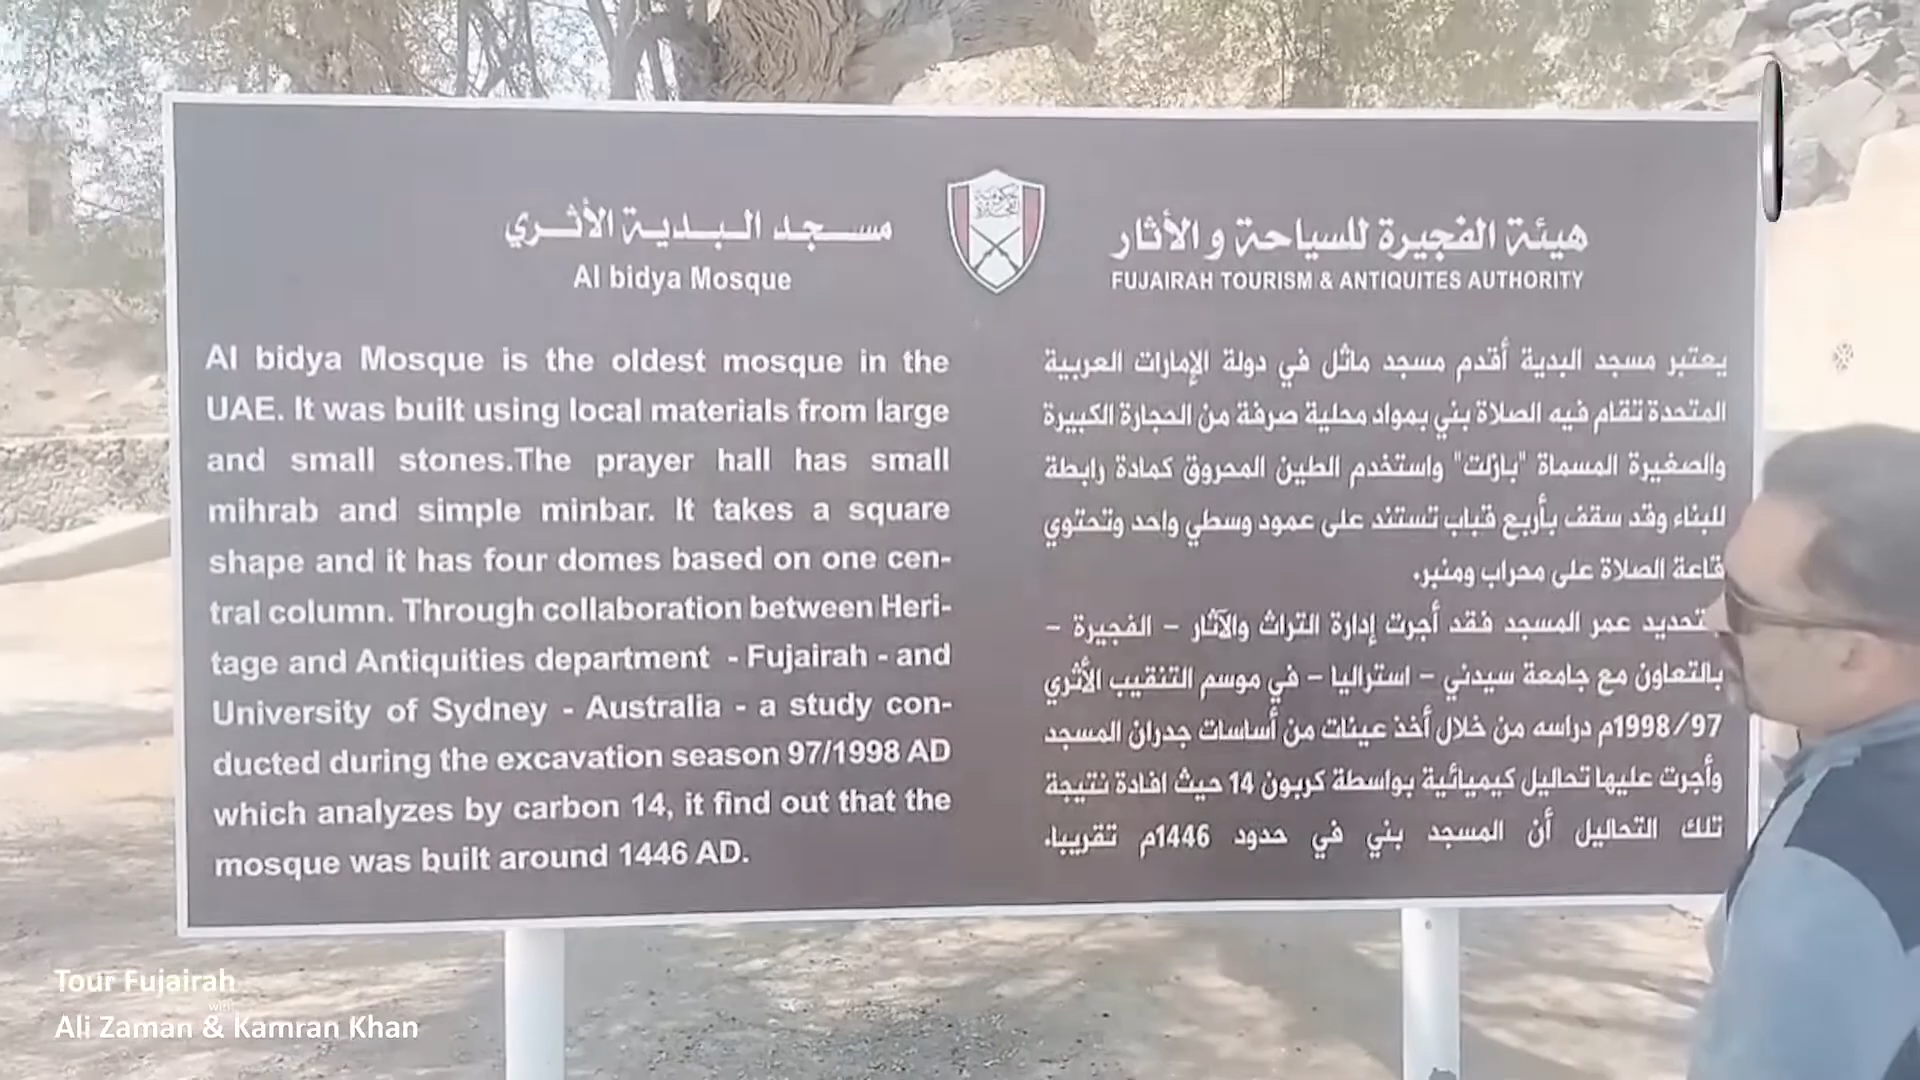 مسجد البدية الأثري
Al bidya Mosque
هيئة الفجيرة للسياحة و الأثار
FUJAIRAH TOURISM & ANTIQUITES AUTHORITY
Al bidya Mosque is the oldest mosque in the
UAE. It was built using local materials from large
and small stones.The prayer hall has small
mihrab and simple minbar. It takes a square
shape and it has four domes based on one cen-
tral column. Through collaboration between Heri-
tage and Antiquities department - Fujairah - and
University of Sydney - Australia - a study con-
ducted during the excavation season 97/1998 AD
which analyzes by carbon 14, it find out that the
mosque was built around 1446 AD.
يعتبر مسجد البدية أقدم مسجد ماثل في دولة الإمارات العربية
المتحدة تقام فيه الصلاة بني بمواد محلية صرفة من الحجارة الكبيرة
والصغيرة المسماة "بازلت" واستخدم الطين المحروق كمادة رابطة
للبناء وقد سقف بأربع قباب تستند على عمود وسطي واحد وتحتوي
قاعة الصلاة على محراب ومنبر.
تحديد عمر المسجد فقد أجرت إدارة التراث والآثار – الفجيرة –
بالتعاون مع جامعة سيدني – استراليا – في موسم التنقيب الأثري
1998/97م دراسه من خلال أخذ عينات من أساسات جدران المسجد
وأجرت عليها تحاليل كيميائية بواسطة كربون 14 حيث افادة نتيجة
تلك التحاليل أن المسجد بني في حدود 1446م تقريبا.
Tour Fujairah
with
Ali Zaman & Kamran Khan